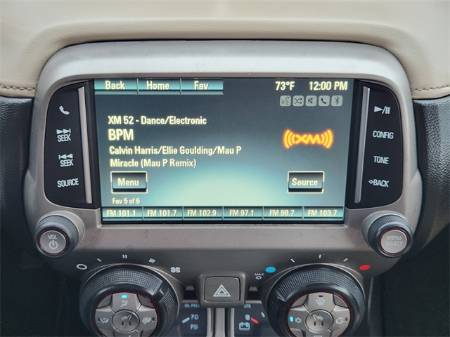 Back Home Fav 73°F 12:00 PM
XM 52 - Dance/Electronic
BPM
Calvin Harris/Ellie Goulding/Mau P
Miracle (Mau P Remix)
XM
Menu Source
Fav 5 of 6
FM 101.1 FM 101.7 FM 102.9 FM 97.1 FM 98.7 FM 103.7
SEEK
SEEK
SOURCE
CONFIG
TONE
BACK
VOL